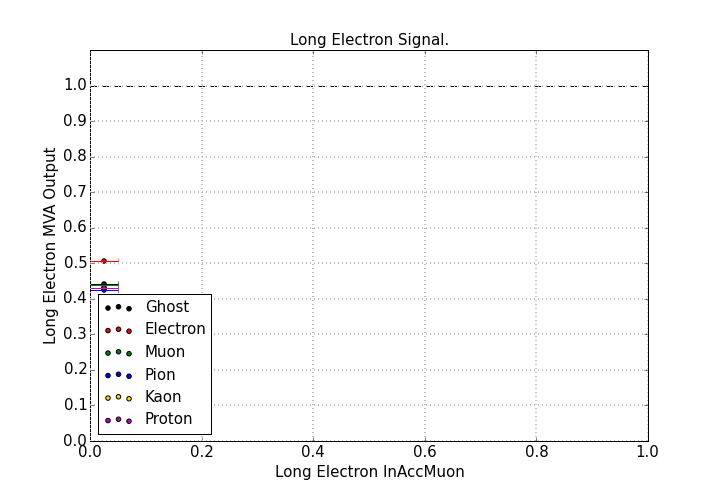 Long Electron Signal.
1.0
0.9
0.8
0.7
0.6
0.5
0.4
0.3
0.2
0.1
0.0
Long Electron MVA Output
Ghost
Electron
Muon
Pion
Kaon
Proton
0.0 0.2 0.4 0.6 0.8 1.0
Long Electron InAccMuon